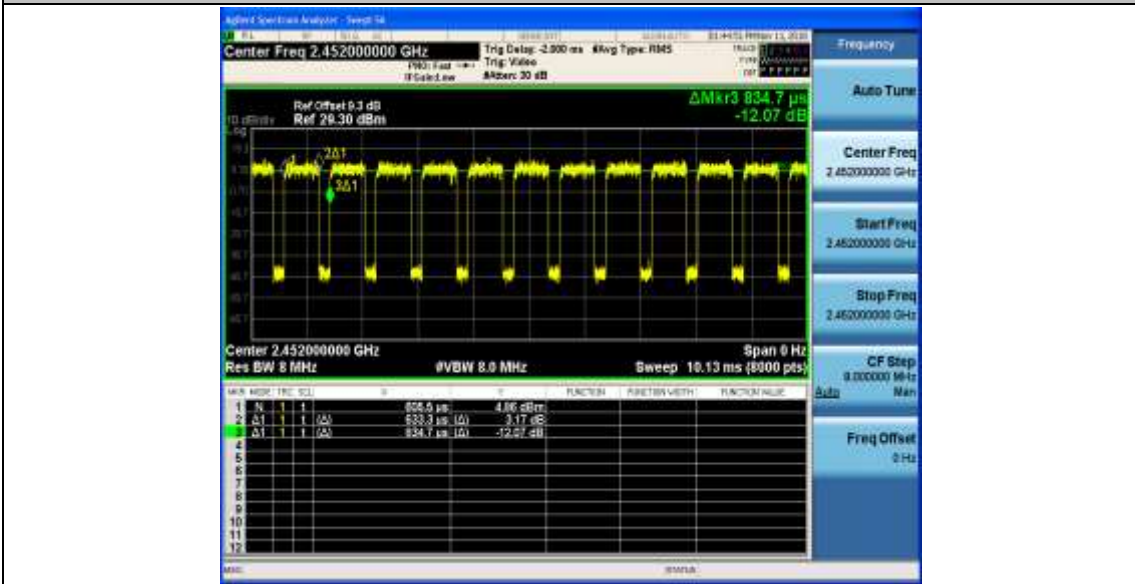 Agilent Spectrum Analyzer - Swept SA
Center Freq 2.452000000 GHz
PNO: Fast
IFGain:Low
Trig Delay: -2.000 ms
Trig: Video
#Atten: 30 dB
#Avg Type: RMS
TRACE
TYPE
DET P P P P P P
Frequency
Ref Offset 9.3 dB
Ref 29.30 dBm
10 dB/div
Log
ΔMkr3 834.7 µs
-12.07 dB
2Δ1
3Δ1
Center 2.452000000 GHz
Res BW 8 MHz
#VBW 8.0 MHz
Span 0 Hz
Sweep 10.13 ms (8000 pts)
MKR MODE TRC SCL X Y FUNCTION FUNCTION WIDTH FUNCTION VALUE
1 N 1 t 4.86 dBm
2 Δ1 1 t (Δ) 633.3 µs (Δ) 3.17 dB
3 Δ1 1 t (Δ) 834.7 µs (Δ) -12.07 dB
4
5
6
7
8
9
10
11
12
MSG
STATUS
Auto Tune
Center Freq
2.452000000 GHz
Start Freq
2.452000000 GHz
Stop Freq
2.452000000 GHz
CF Step
8.000000 MHz
Auto Man
Freq Offset
0 Hz